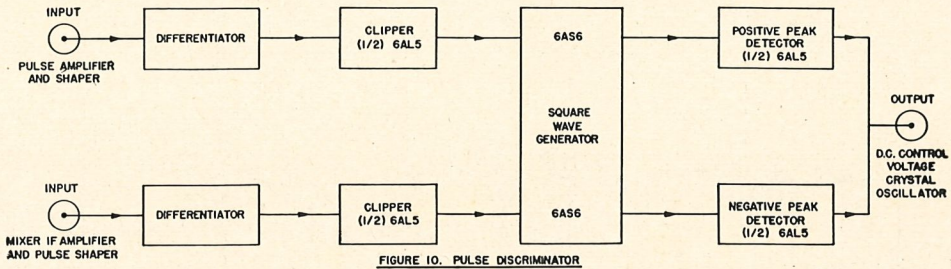 INPUT
PULSE AMPLIFIER
AND SHAPER
DIFFERENTIATOR
CLIPPER
(1/2) 6AL5
6AS6
POSITIVE PEAK
DETECTOR
(1/2) 6AL5
SQUARE
WAVE
GENERATOR
OUTPUT
D.C. CONTROL
VOLTAGE
CRYSTAL
OSCILLATOR
INPUT
MIXER IF AMPLIFIER
AND PULSE SHAPER
DIFFERENTIATOR
CLIPPER
(1/2) 6AL5
6AS6
NEGATIVE PEAK
DETECTOR
(1/2) 6AL5
FIGURE 10. PULSE DISCRIMINATOR